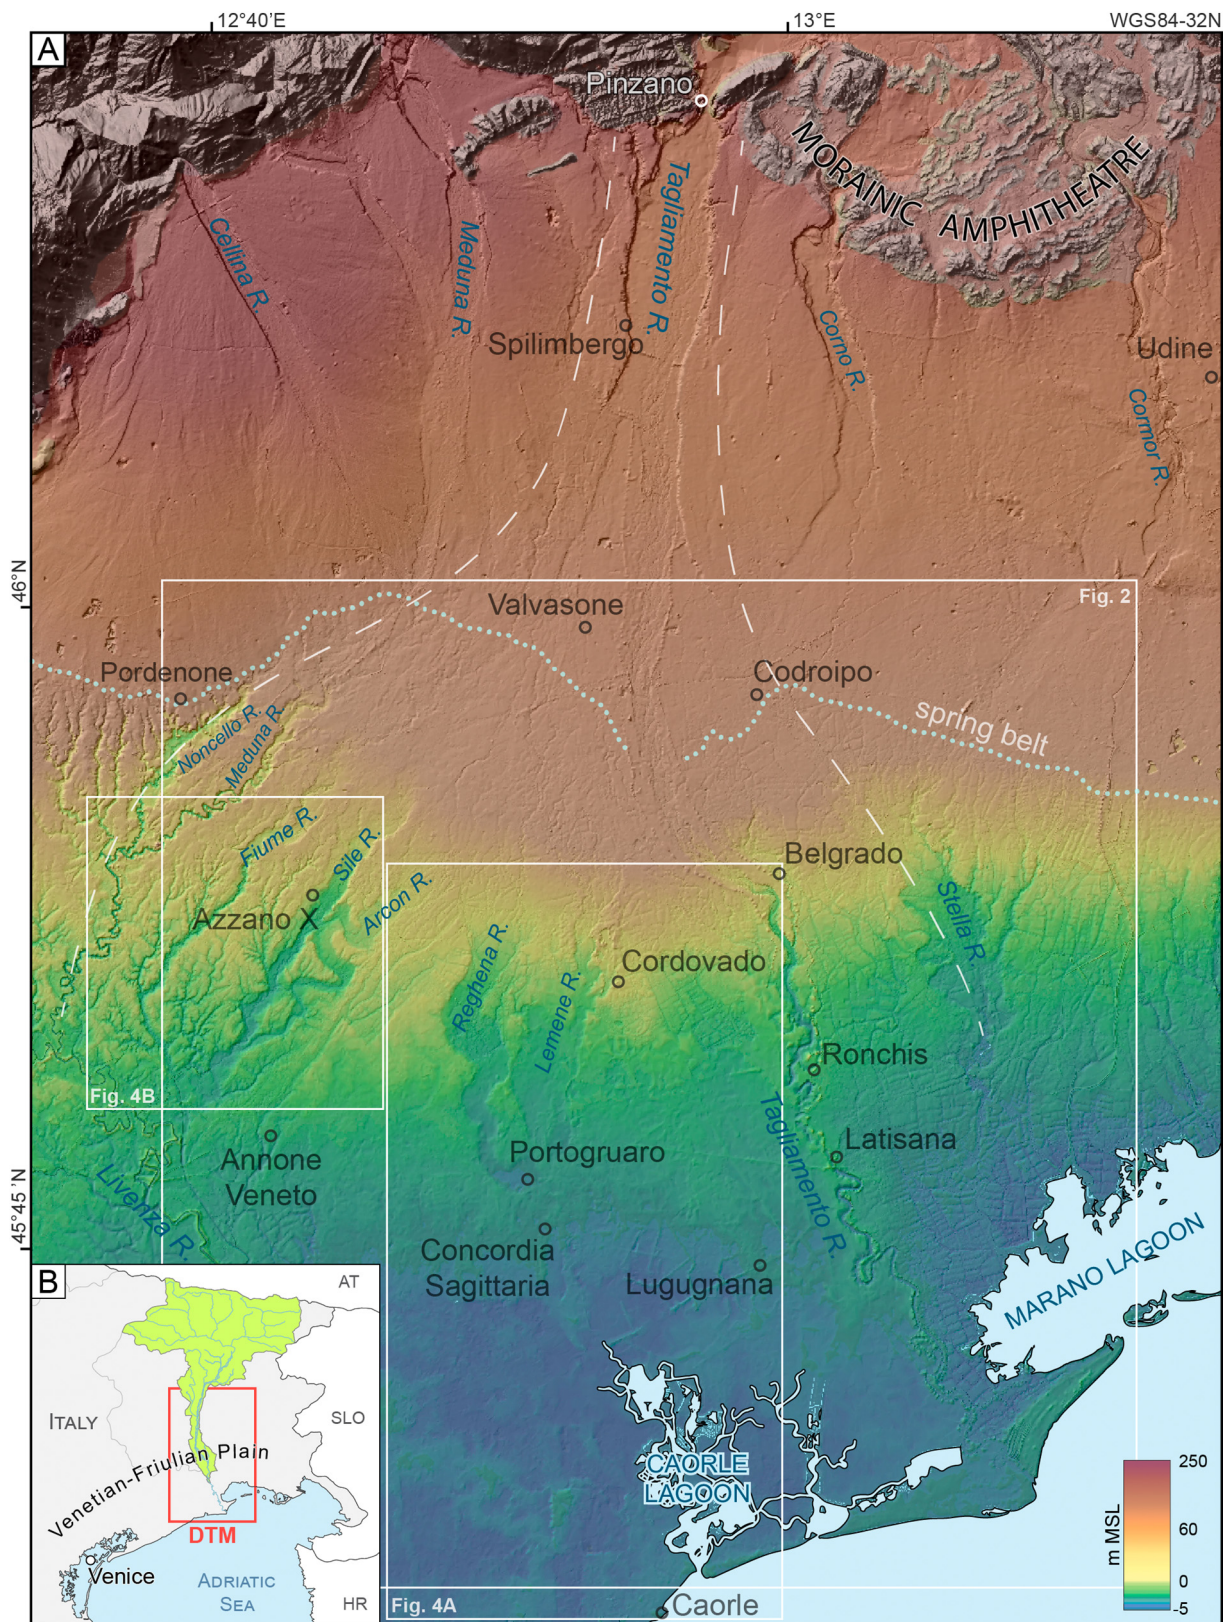 12°40'E
13°E
WGS84-32N
A
Pinzano
MORAINIC AMPHITHEATRE
Cellina R.
Meduna R.
Tagliamento R.
Spilimbergo
Corno R.
Udine
Cormor R.
46°N
Fig. 2
Valvasone
Pordenone
Codroipo
spring belt
Noncello R.
Meduna R.
Fiume R.
Sile R.
Belgrado
Azzano X
Arcon R.
Stella R.
Reghena R.
Lemene R.
Cordovado
Ronchis
Fig. 4B
Tagliamento R.
Latisana
Annone
Veneto
Portogruaro
Livenza R.
45°45'N
Concordia
Sagittaria
Lugugnana
MARANO LAGOON
B
AT
ITALY
SLO
Venetian-Friulian Plain
DTM
Venice
ADRIATIC
SEA
HR
CAORLE
LAGOON
Fig. 4A
Caorle
m MSL
250
60
0
-5